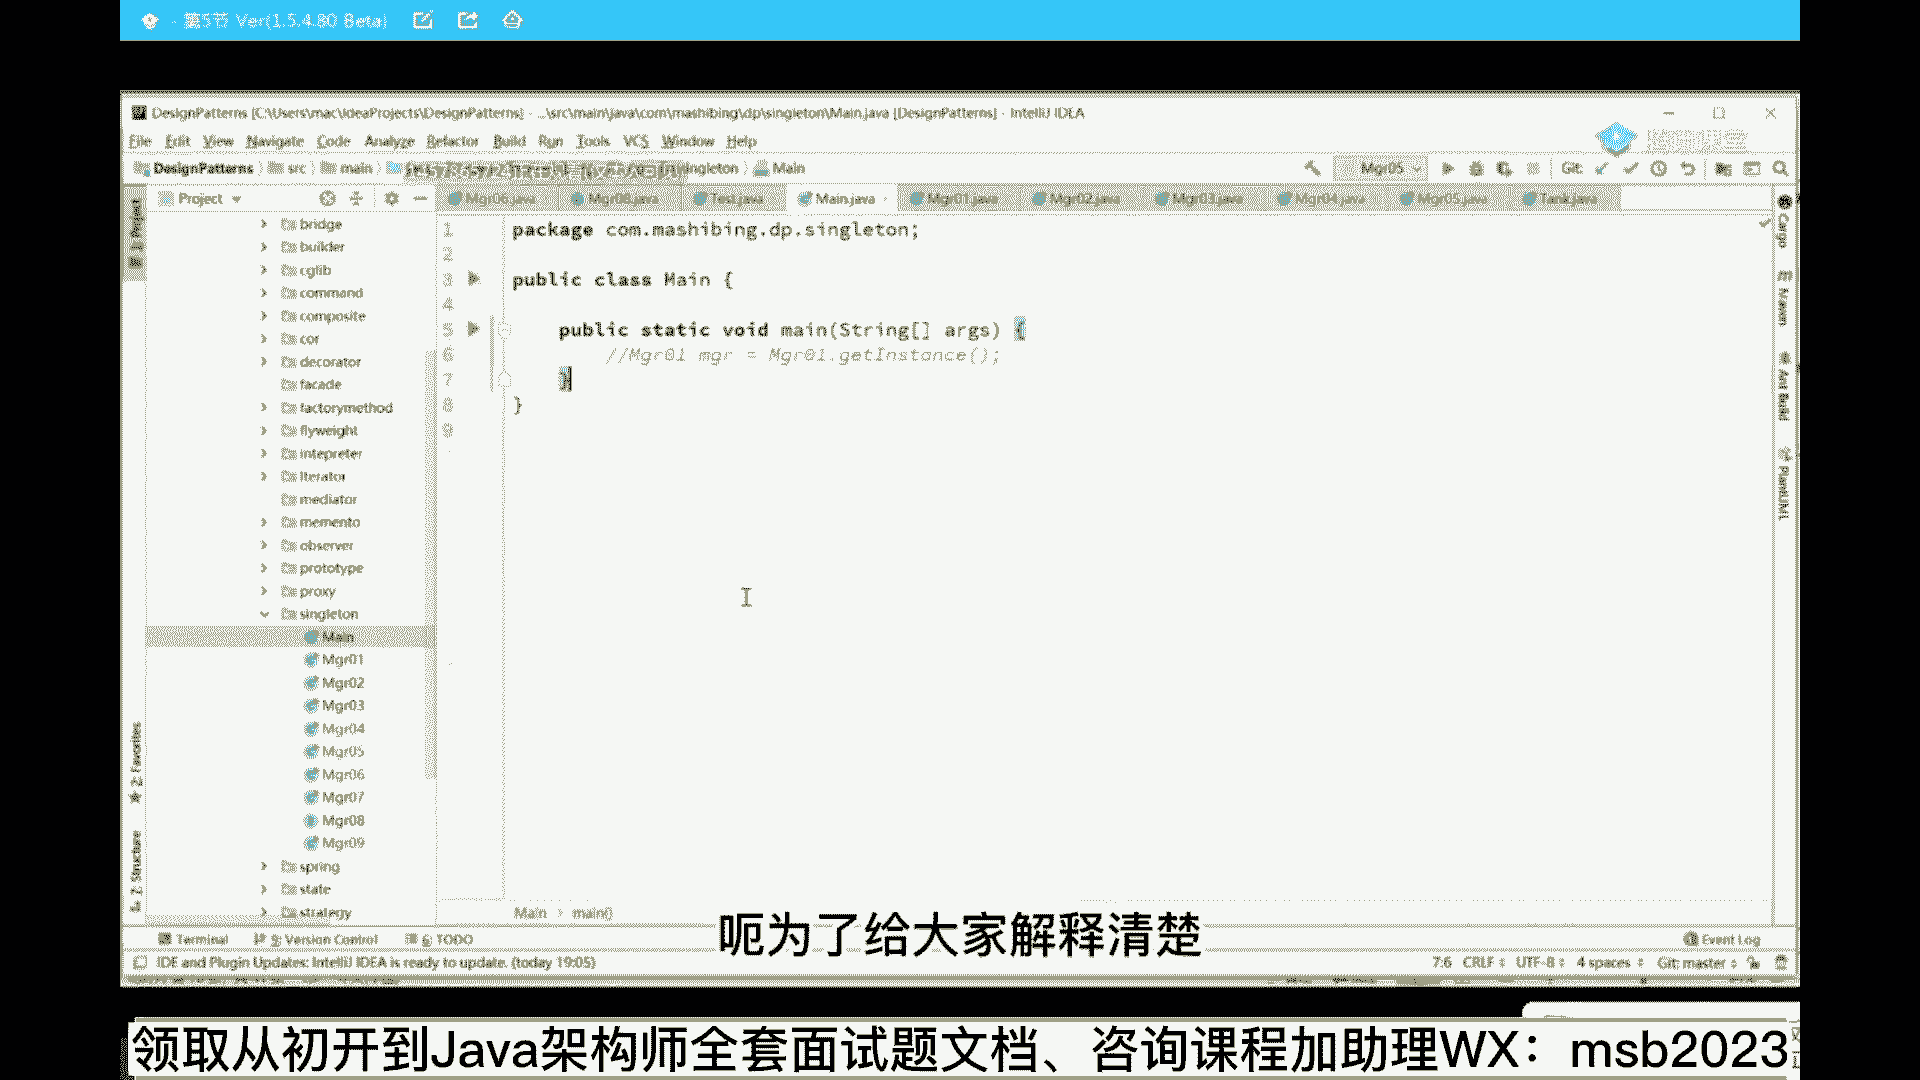 第5节 Ver(1.5.4.80 Beta)
DesignPatterns [C:\Users\mac\IdeaProjects\DesignPatterns] - ...\src\main\java\com\mashibing\dp\singleton\Main.java [DesignPatterns] - IntelliJ IDEA
File Edit View Navigate Code Analyze Refactor Build Run Tools VCS Window Help
DesignPatterns src main singleton Main Mgr05 Git:
Project Mgr06.java Mgr08.java Test.java Main.java Mgr01.java Mgr02.java Mgr03.java Mgr04.java Mgr05.java Tank.java
1: Project
bridge
builder
cglib
command
composite
cor
decorator
facade
factorymethod
flyweight
intepreter
Iterator
mediator
memento
observer
prototype
proxy
singleton
Main
Mgr01
Mgr02
Mgr03
Mgr04
Mgr05
Mgr06
Mgr07
Mgr08
Mgr09
spring
state
strategy
2: Favorites
7: Structure
1 package com.mashibing.dp.singleton;
2
3 public class Main {
4
5 public static void main(String[] args) {
6 //Mgr01 mgr = Mgr01.getInstance();
7 }
8 }
9
Cargo
Maven
Ant Build
PlantUML
Main main()
呃为了给大家解释清楚
Terminal 9: Version Control 6: TODO Event Log
IDE and Plugin Updates: IntelliJ IDEA is ready to update. (today 19:05) 7:6 CRLF UTF-8 4 spaces Git: master
领取从初开到Java架构师全套面试题文档、咨询课程加助理WX：msb2023